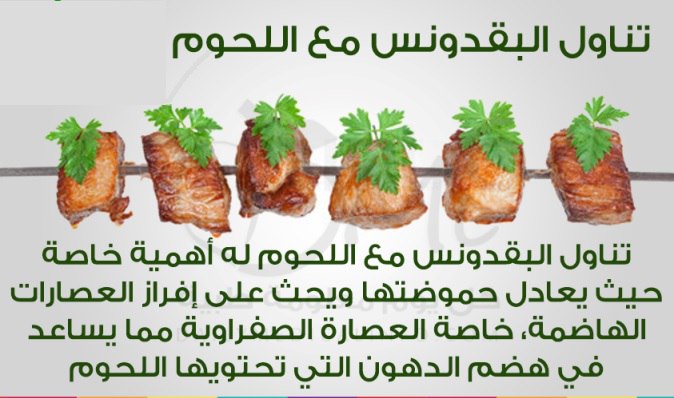 تناول البقدونس مع اللحوم
تناول البقدونس مع اللحوم له أهمية خاصة
حيث يعادل حموضتها ويحث على إفراز العصارات
الهاضمة، خاصة العصارة الصفراوية مما يساعد
في هضم الدهون التي تحتويها اللحوم